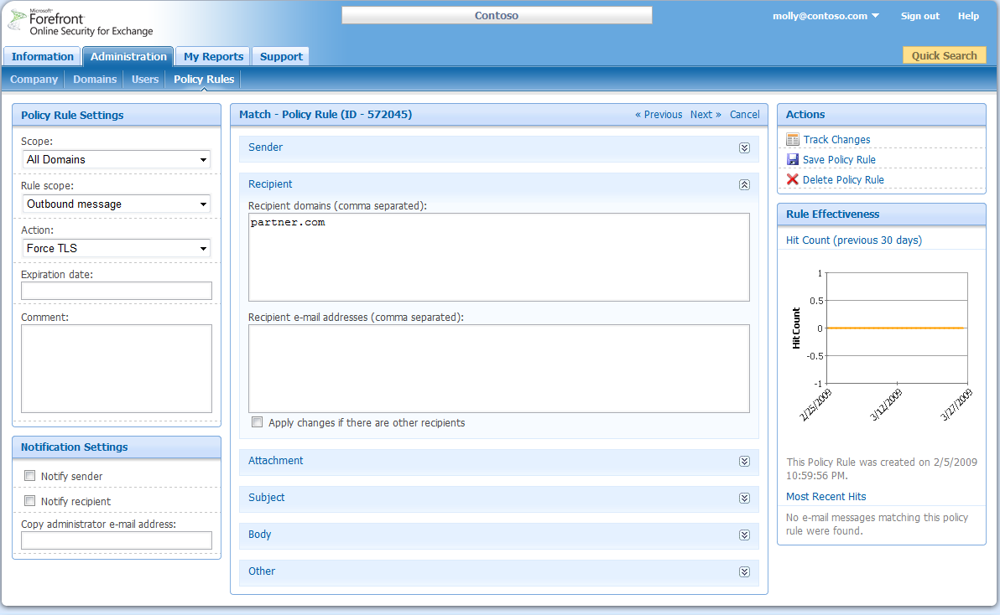 Microsoft®
Forefront™
Online Security for Exchange
Contoso
molly@contoso.com
Sign out
Help
Information
Administration
My Reports
Support
Quick Search
Company
Domains
Users
Policy Rules
Policy Rule Settings
Scope:
All Domains
Rule scope:
Outbound message
Action:
Force TLS
Expiration date:
Comment:
Notification Settings
Notify sender
Notify recipient
Copy administrator e-mail address:
Match - Policy Rule (ID - 572045)
« Previous
Next »
Cancel
Sender
Recipient
Recipient domains (comma separated):
partner.com
Recipient e-mail addresses (comma separated):
Apply changes if there are other recipients
Attachment
Subject
Body
Other
Actions
Track Changes
Save Policy Rule
Delete Policy Rule
Rule Effectiveness
Hit Count (previous 30 days)
HitCount
1
0.5
0
-0.5
-1
2/25/2009
3/12/2009
3/27/2009
This Policy Rule was created on 2/5/2009
10:59:56 PM.
Most Recent Hits
No e-mail messages matching this policy
rule were found.